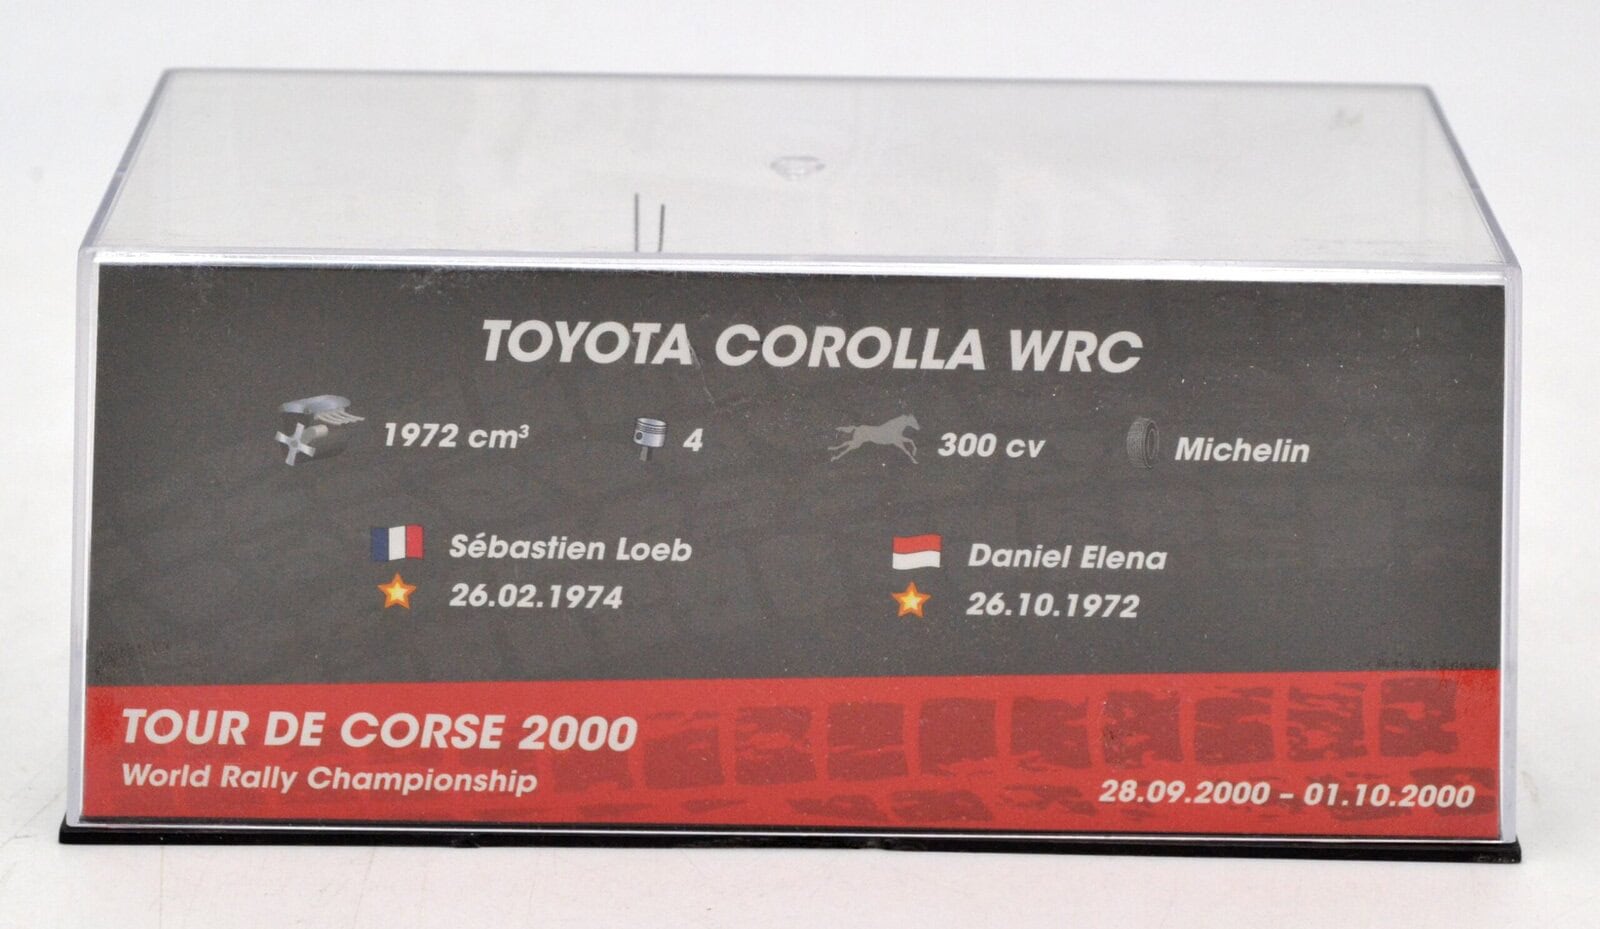 TOYOTA COROLLA WRC
1972 cm³ 4 300 cv Michelin
Sébastien Loeb Daniel Elena
26.02.1974 26.10.1972
TOUR DE CORSE 2000
World Rally Championship 28.09.2000 - 01.10.2000